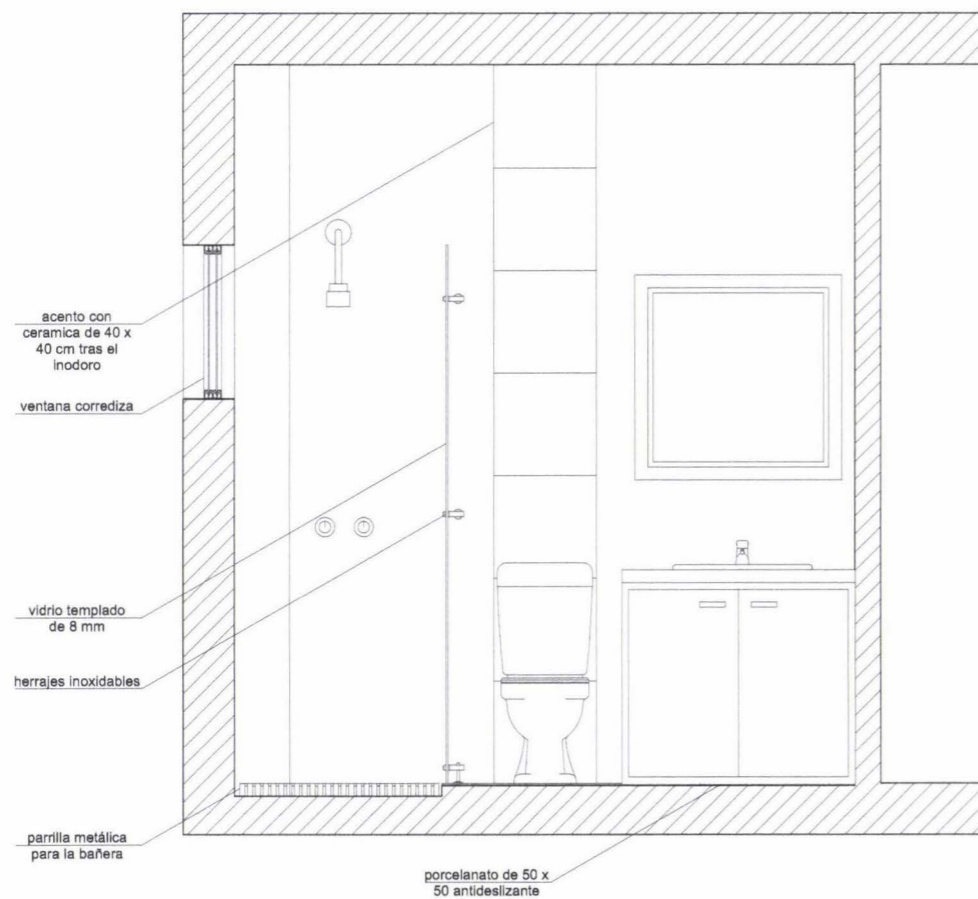 acento con
ceramica de 40 x
40 cm tras el
inodoro
ventana corrediza
vidrio templado
de 8 mm
herrajes inoxidables
parrilla metálica
para la bañera
porcelanato de 50 x
50 antideslizante